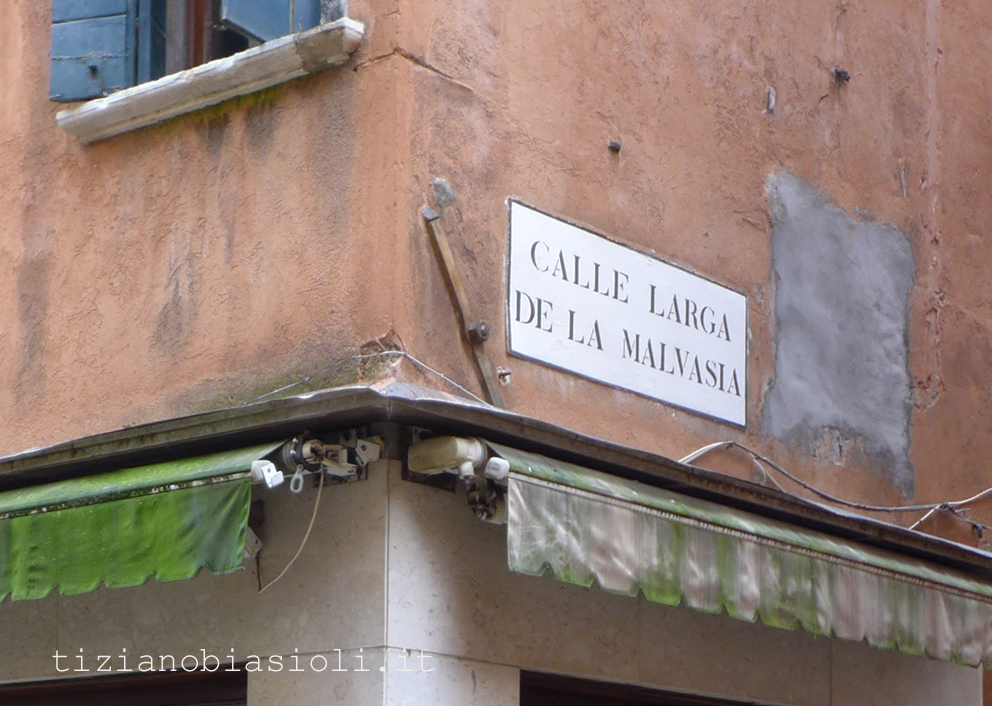 CALLE LARGA
DE LA MALVASIA
tizianobiasioli.it